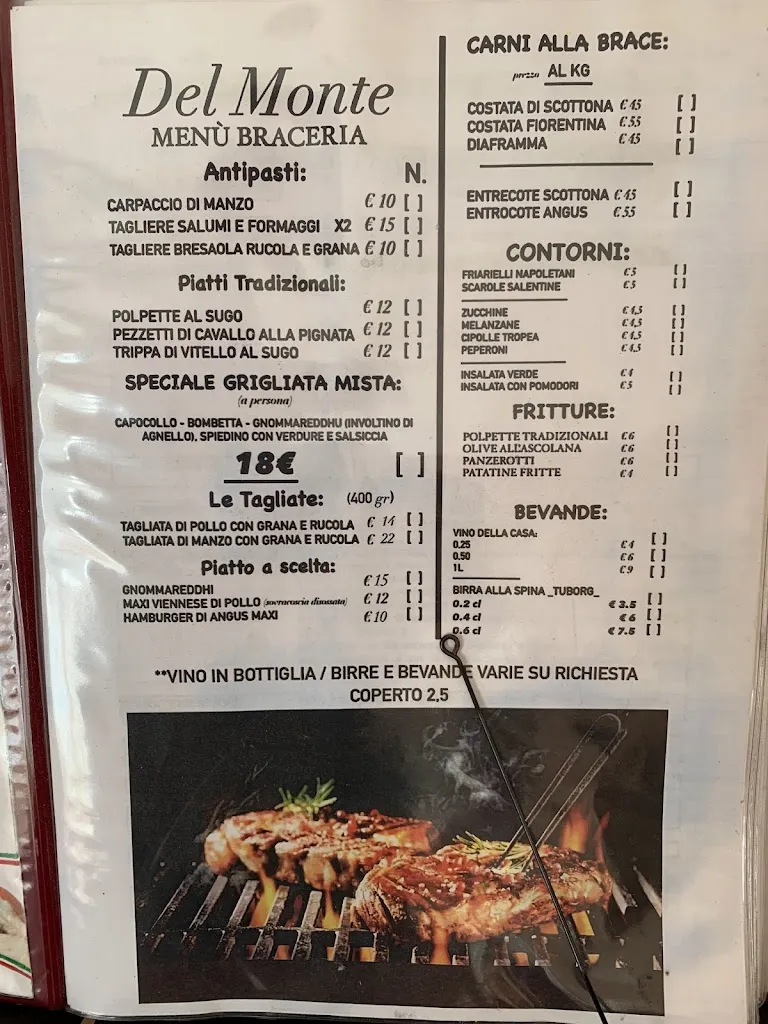 Del Monte
MENÙ BRACERIA
Antipasti: N.
CARPACCIO DI MANZO € 10 [ ]
TAGLIERE SALUMI E FORMAGGI X2 € 15 [ ]
TAGLIERE BRESAOLA RUCOLA E GRANA € 10 [ ]
Piatti Tradizionali:
POLPETTE AL SUGO € 12 [ ]
PEZZETTI DI CAVALLO ALLA PIGNATA € 12 [ ]
TRIPPA DI VITELLO AL SUGO € 12 [ ]
SPECIALE GRIGLIATA MISTA:
(a persona)
CAPOCOLLO - BOMBETTA - GNOMMAREDDHU (INVOLTINO DI
AGNELLO), SPIEDINO CON VERDURE E SALSICCIA
18€ [ ]
Le Tagliate: (400 gr)
TAGLIATA DI POLLO CON GRANA E RUCOLA € 14 [ ]
TAGLIATA DI MANZO CON GRANA E RUCOLA € 22 [ ]
Piatto a scelta:
GNOMMAREDDHI € 15 [ ]
MAXI VIENNESE DI POLLO (sovracoscia disossata) € 12 [ ]
HAMBURGER DI ANGUS MAXI € 10 [ ]
CARNI ALLA BRACE:
prezzo AL KG
COSTATA DI SCOTTONA € 45 [ ]
COSTATA FIORENTINA € 55 [ ]
DIAFRAMMA € 45 [ ]
ENTRECOTE SCOTTONA € 45 [ ]
ENTROCOTE ANGUS € 55 [ ]
CONTORNI:
FRIARIELLI NAPOLETANI € 5 [ ]
SCAROLE SALENTINE € 5 [ ]
ZUCCHINE € 4,5 [ ]
MELANZANE € 4,5 [ ]
CIPOLLE TROPEA € 4,5 [ ]
PEPERONI € 4,5 [ ]
INSALATA VERDE € 4 [ ]
INSALATA CON POMODORI € 5 [ ]
FRITTURE:
POLPETTE TRADIZIONALI € 6 [ ]
OLIVE ALL'ASCOLANA € 6 [ ]
PANZEROTTI € 6 [ ]
PATATINE FRITTE € 4 [ ]
BEVANDE:
VINO DELLA CASA:
0.25 € 4 [ ]
0.50 € 6 [ ]
1L € 9 [ ]
BIRRA ALLA SPINA _TUBORG_
0.2 cl € 3.5 [ ]
0.4 cl € 6 [ ]
0.6 cl € 7.5 [ ]
**VINO IN BOTTIGLIA / BIRRE E BEVANDE VARIE SU RICHIESTA
COPERTO 2,5